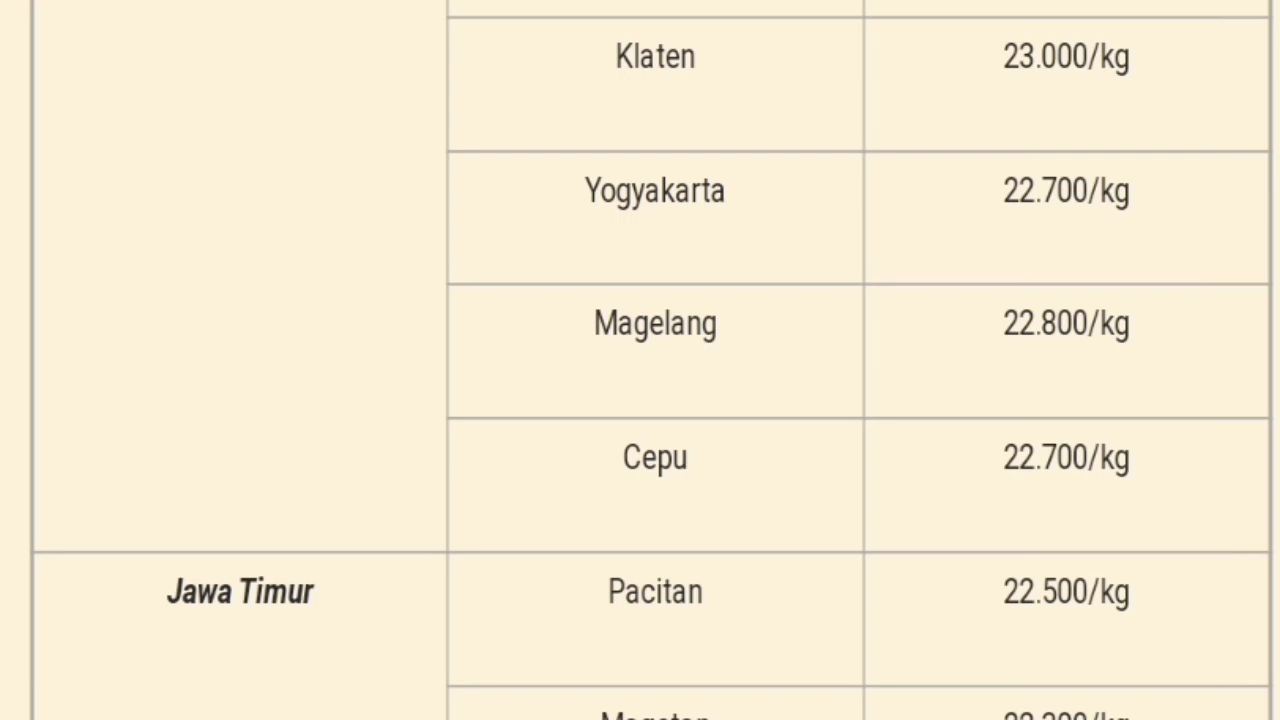 Klaten 23.000/kg
Yogyakarta 22.700/kg
Magelang 22.800/kg
Cepu 22.700/kg
Jawa Timur Pacitan 22.500/kg